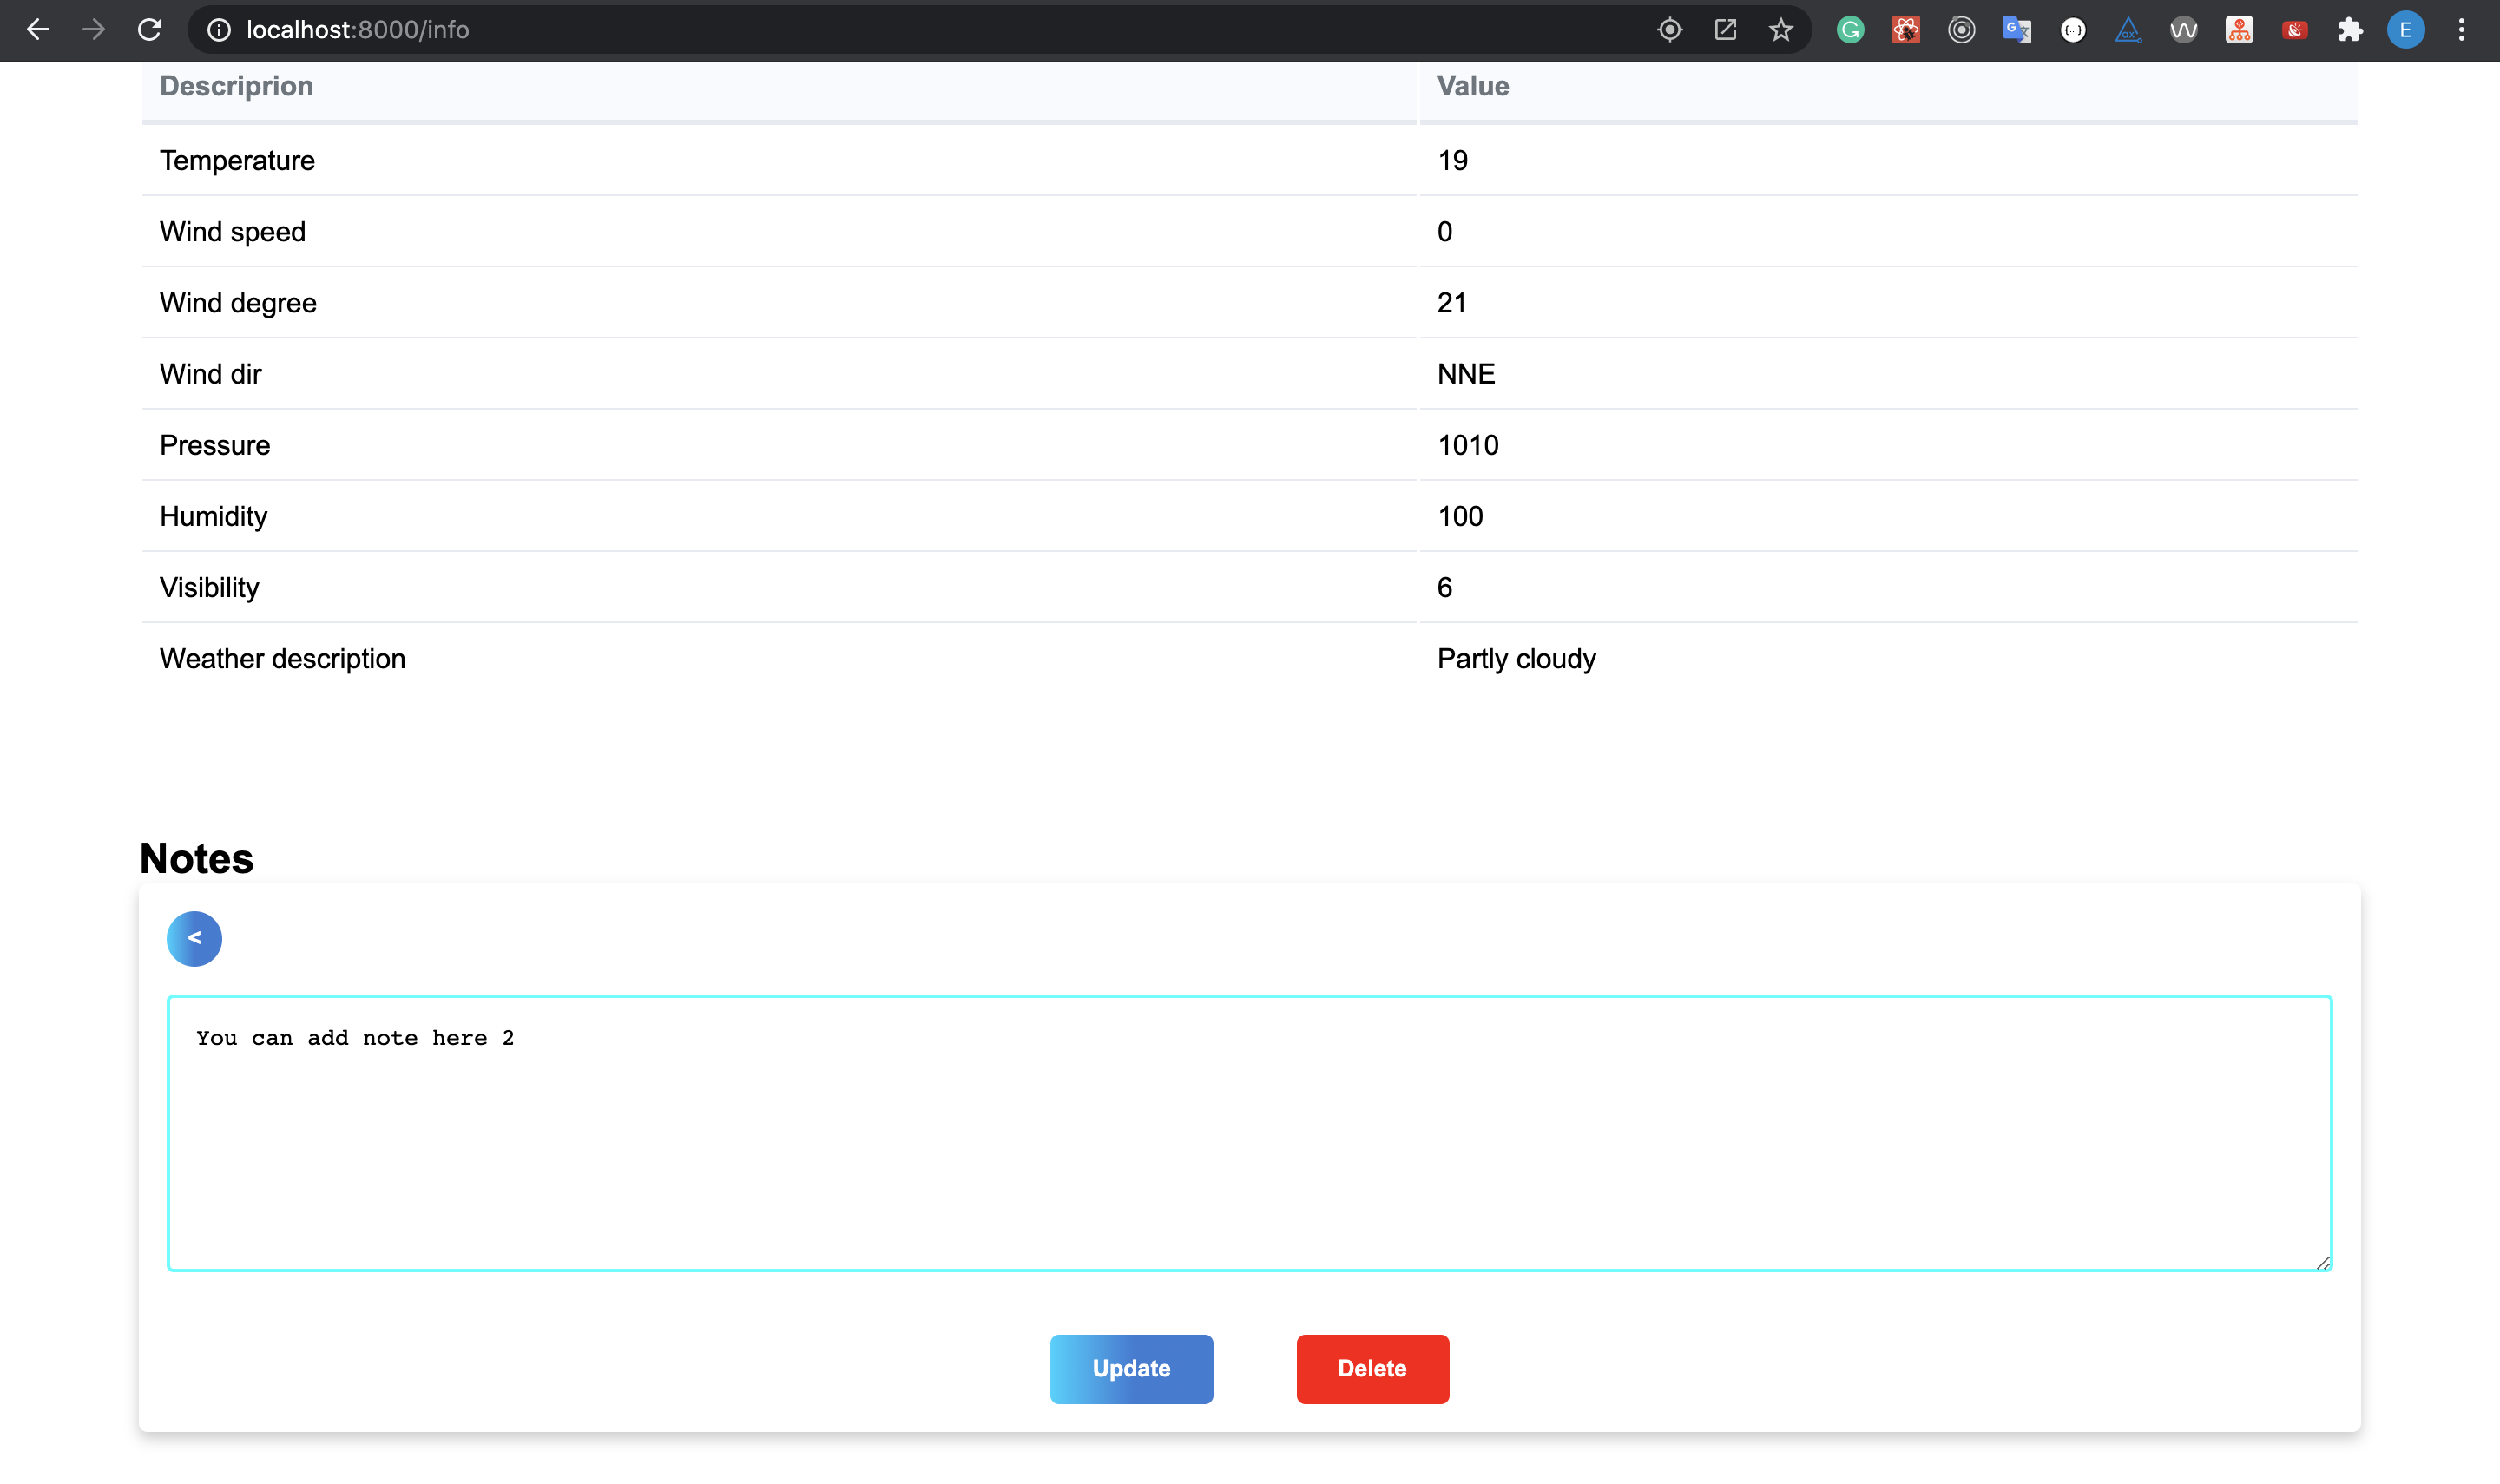 localhost:8000/info
E
Descriprion Value
Temperature 19
Wind speed 0
Wind degree 21
Wind dir NNE
Pressure 1010
Humidity 100
Visibility 6
Weather description Partly cloudy
Notes
<
You can add note here 2
Update Delete